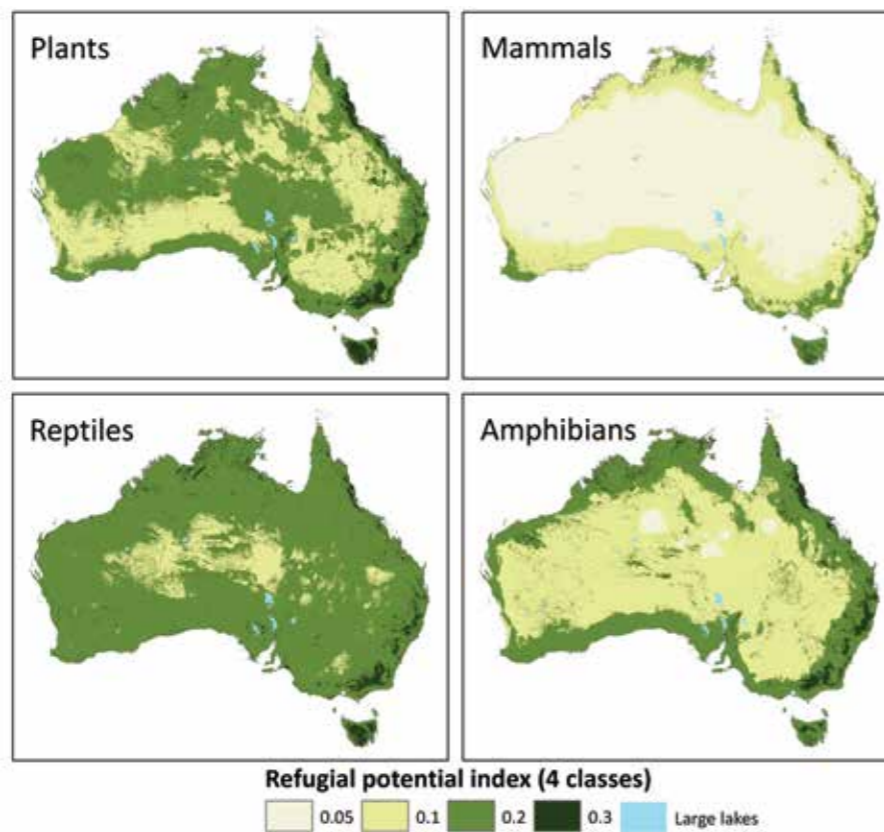 Plants
Mammals
Reptiles
Amphibians
Refugial potential index (4 classes)
0.05 0.1 0.2 0.3 Large lakes